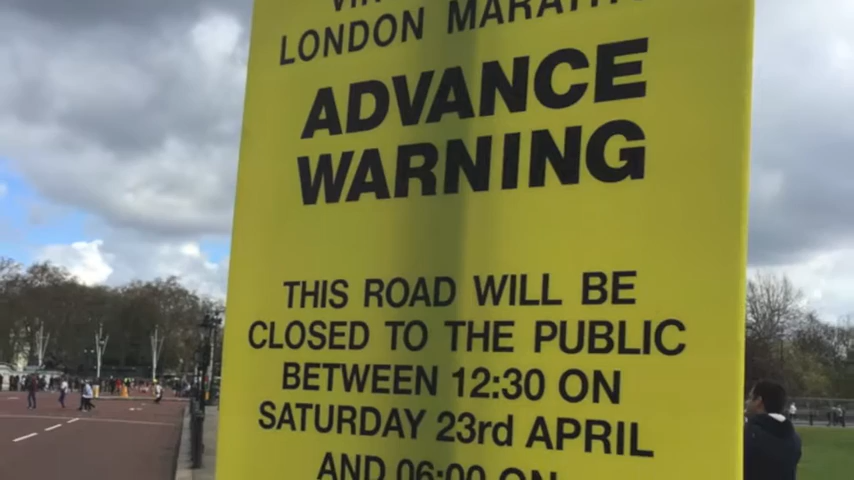 LONDON
ADVANCE
WARNING
THIS ROAD WILL BE
CLOSED TO THE PUBLIC
BETWEEN 12:30 ON
SATURDAY 23rd APRIL
AND 06:00 ON